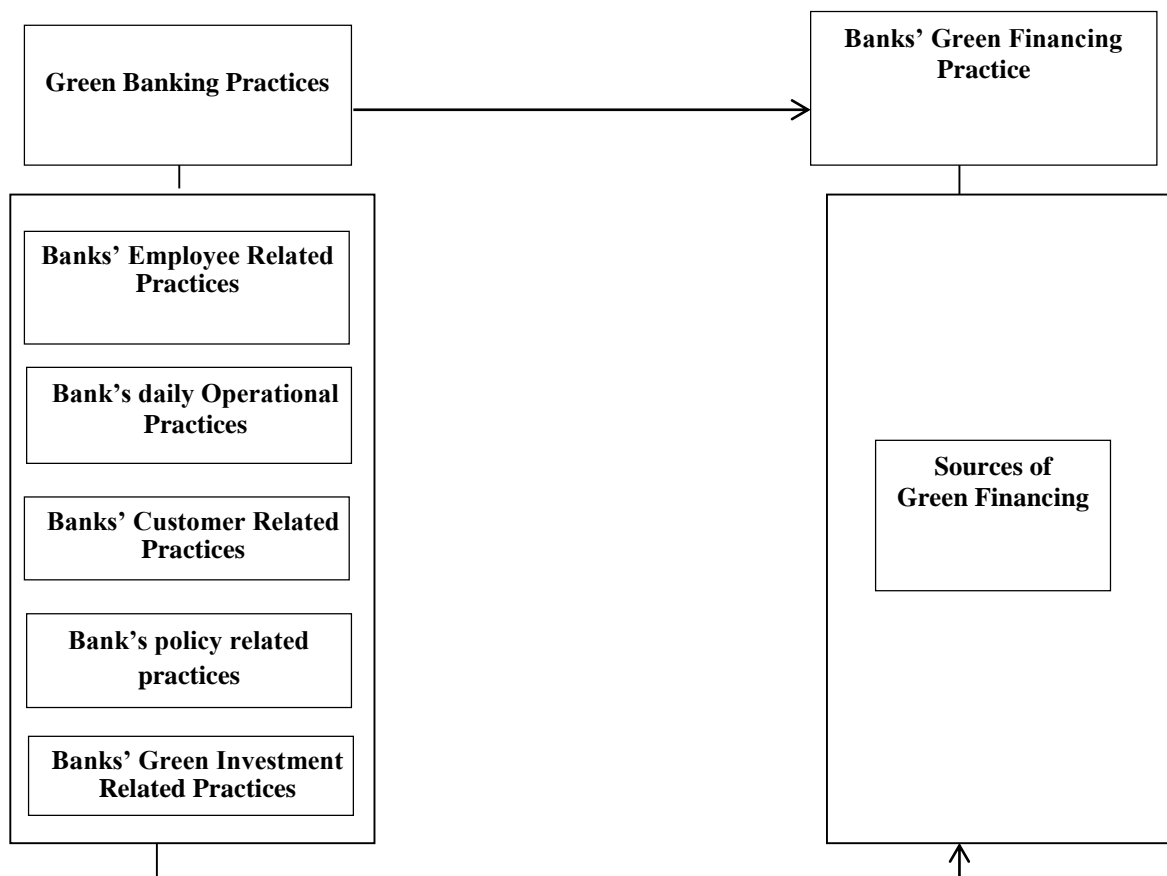 Green Banking Practices
Banks’ Green Financing
Practice
Banks’ Employee Related
Practices
Bank’s daily Operational
Practices
Banks’ Customer Related
Practices
Bank’s policy related
practices
Banks’ Green Investment
Related Practices
Sources of
Green Financing